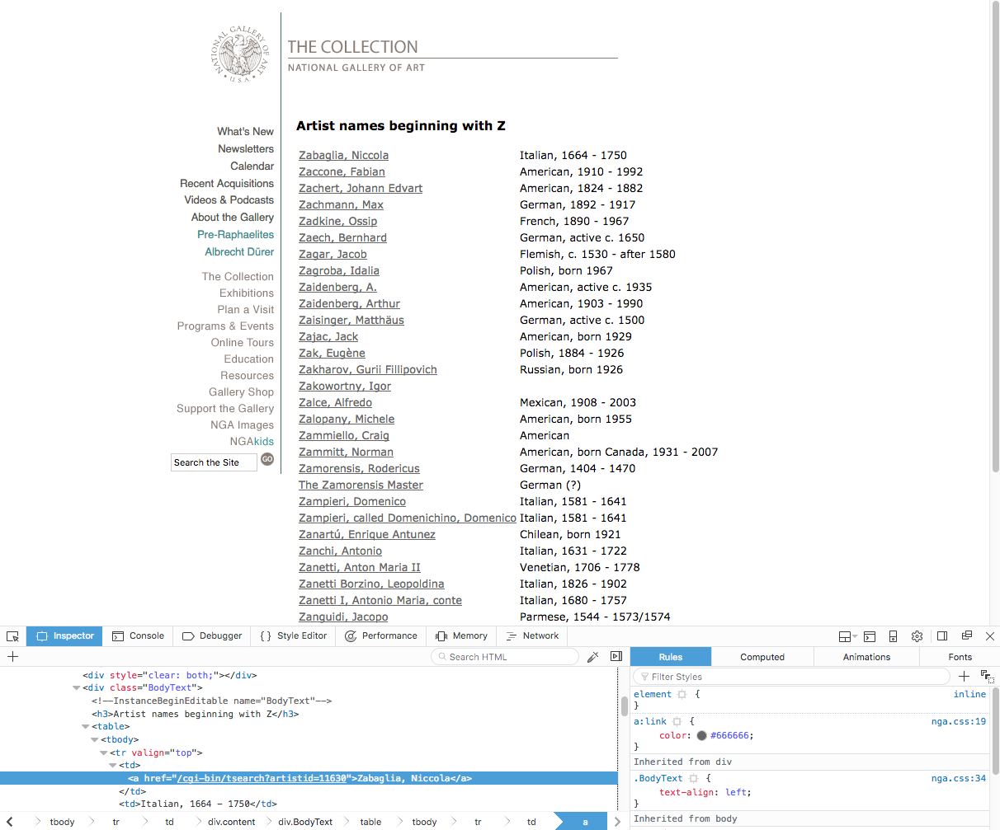 NATIONAL GALLERY OF ART
• U.S.A. •
THE COLLECTION
NATIONAL GALLERY OF ART
What's New
Newsletters
Calendar
Recent Acquisitions
Videos & Podcasts
About the Gallery
Pre-Raphaelites
Albrecht Dürer
The Collection
Exhibitions
Plan a Visit
Programs & Events
Online Tours
Education
Resources
Gallery Shop
Support the Gallery
NGA Images
NGAkids
Search the Site GO
Artist names beginning with Z
Zabaglia, Niccola Italian, 1664 - 1750
Zaccone, Fabian American, 1910 - 1992
Zachert, Johann Edvart American, 1824 - 1882
Zachmann, Max German, 1892 - 1917
Zadkine, Ossip French, 1890 - 1967
Zaech, Bernhard German, active c. 1650
Zagar, Jacob Flemish, c. 1530 - after 1580
Zagroba, Idalia Polish, born 1967
Zaidenberg, A. American, active c. 1935
Zaidenberg, Arthur American, 1903 - 1990
Zaisinger, Matthäus German, active c. 1500
Zajac, Jack American, born 1929
Zak, Eugène Polish, 1884 - 1926
Zakharov, Gurii Fillipovich Russian, born 1926
Zakowortny, Igor
Zalce, Alfredo Mexican, 1908 - 2003
Zalopany, Michele American, born 1955
Zammiello, Craig American
Zammitt, Norman American, born Canada, 1931 - 2007
Zamorensis, Rodericus German, 1404 - 1470
The Zamorensis Master German (?)
Zampieri, Domenico Italian, 1581 - 1641
Zampieri, called Domenichino, Domenico Italian, 1581 - 1641
Zanartú, Enrique Antunez Chilean, born 1921
Zanchi, Antonio Italian, 1631 - 1722
Zanetti, Anton Maria II Venetian, 1706 - 1778
Zanetti Borzino, Leopoldina Italian, 1826 - 1902
Zanetti I, Antonio Maria, conte Italian, 1680 - 1757
Zanguidi, Jacopo Parmese, 1544 - 1573/1574
Inspector Console Debugger { } Style Editor Performance Memory Network
+ Search HTML
<div style="clear: both;"></div>
<div class="BodyText">
<!--InstanceBeginEditable name="BodyText"-->
<h3>Artist names beginning with Z</h3>
<table>
<tbody>
<tr valign="top">
<td>
<a href="/cgi-bin/tsearch?artistid=11630">Zabaglia, Niccola</a>
</td>
<td>Italian, 1664 - 1750</td>
tbody tr td div.content div.BodyText table tbody tr td a
Rules Computed Animations Fonts
Filter Styles +
element { inline
}
a:link { nga.css:19
color: #666666;
}
Inherited from div
.BodyText { nga.css:34
text-align: left;
}
Inherited from body